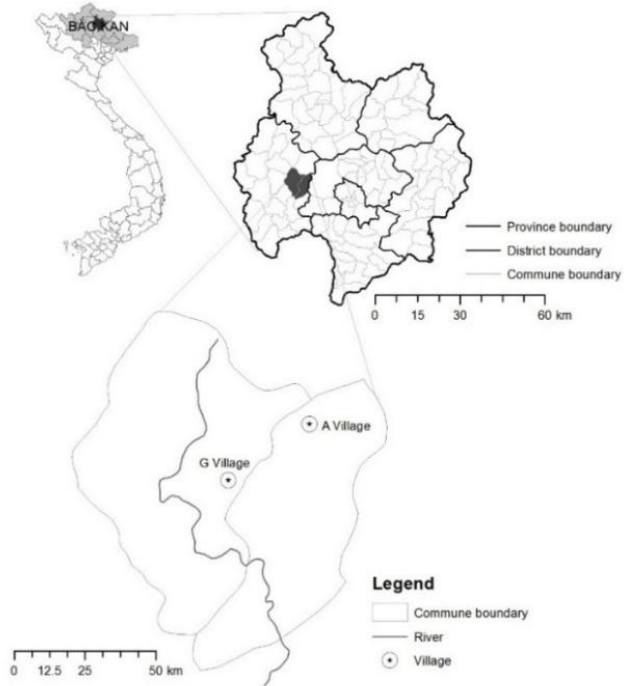 BẮC KẠN
Province boundary
District boundary
Commune boundary
0 15 30 60 km
A Village
G Village
Legend
Commune boundary
River
Village
0 12.5 25 50 km